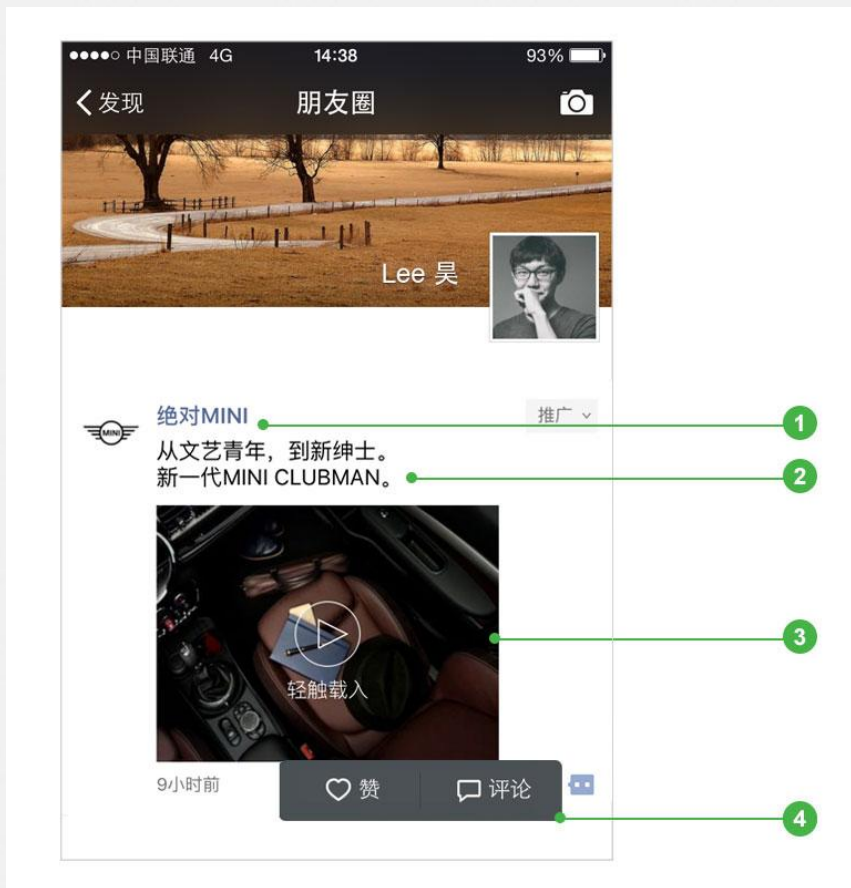 中国联通 4G 14:38 93%
发现 朋友圈
Lee 昊
绝对MINI 推广
1
MINI
从文艺青年，到新绅士。
新一代MINI CLUBMAN。
2
3
轻触载入
9小时前 赞 评论
4